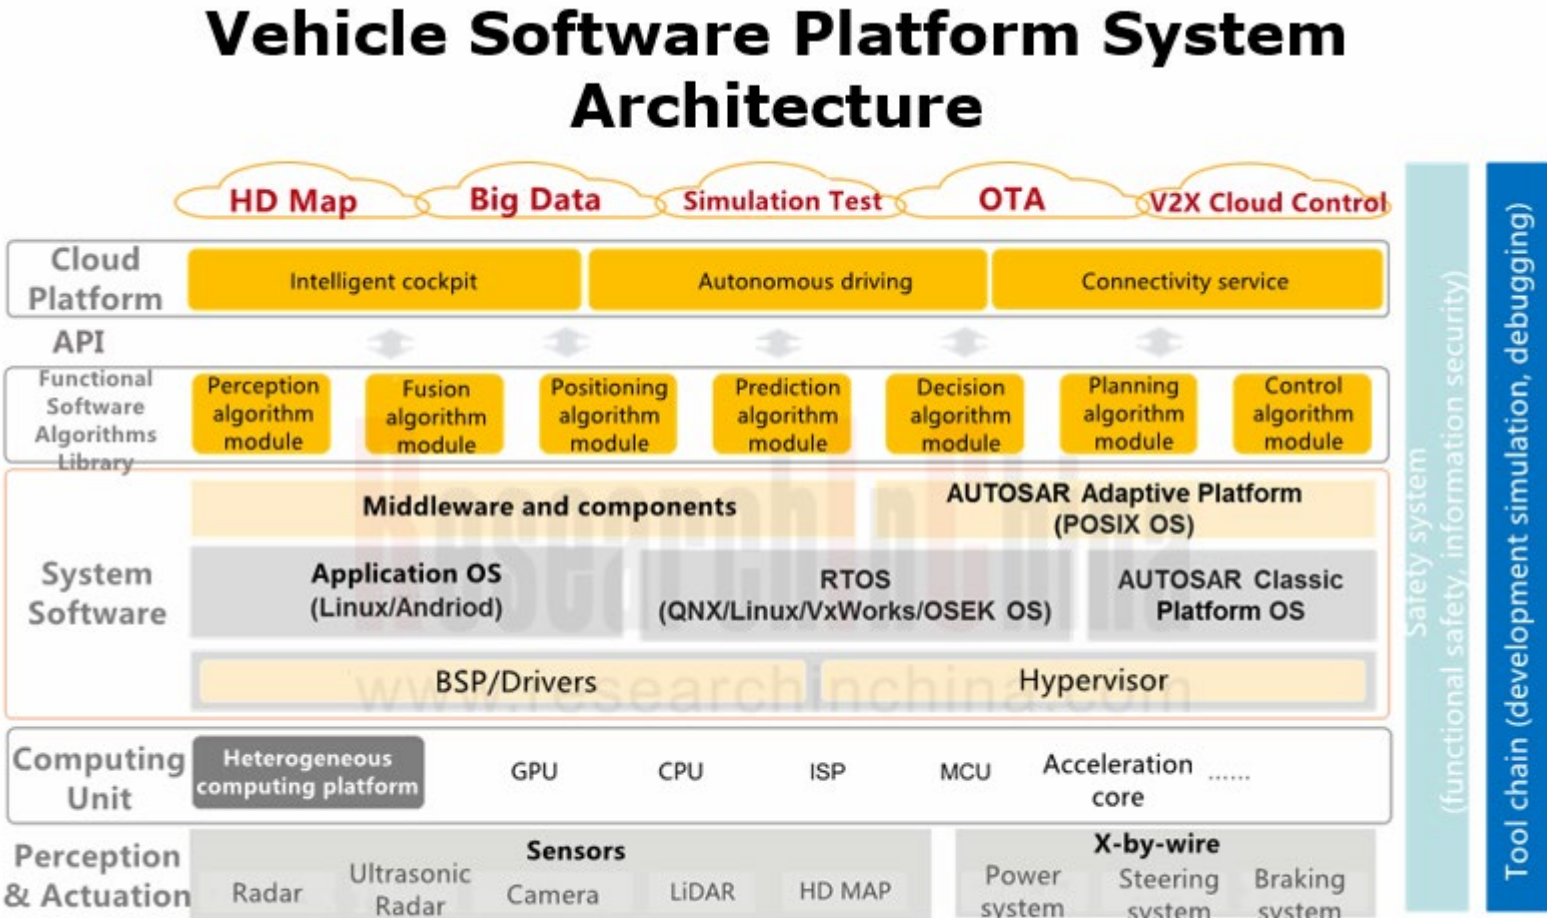 Vehicle Software Platform System
Architecture
HD Map
Big Data
Simulation Test
OTA
V2X Cloud Control
Cloud
Platform
Intelligent cockpit
Autonomous driving
Connectivity service
API
Functional
Software
Algorithms
Library
Perception
algorithm
module
Fusion
algorithm
module
Positioning
algorithm
module
Prediction
algorithm
module
Decision
algorithm
module
Planning
algorithm
module
Control
algorithm
module
System
Software
Middleware and components
AUTOSAR Adaptive Platform
(POSIX OS)
Application OS
(Linux/Andriod)
RTOS
(QNX/Linux/VxWorks/OSEK OS)
AUTOSAR Classic
Platform OS
BSP/Drivers
Hypervisor
ResearchInChina
www.researchinchina.com
Computing
Unit
Heterogeneous
computing platform
GPU
CPU
ISP
MCU
Acceleration
core
......
Perception
& Actuation
Sensors
Radar
Ultrasonic
Radar
Camera
LiDAR
HD MAP
X-by-wire
Power
system
Steering
system
Braking
system
Safety system
(functional safety, information security)
Tool chain (development simulation, debugging)